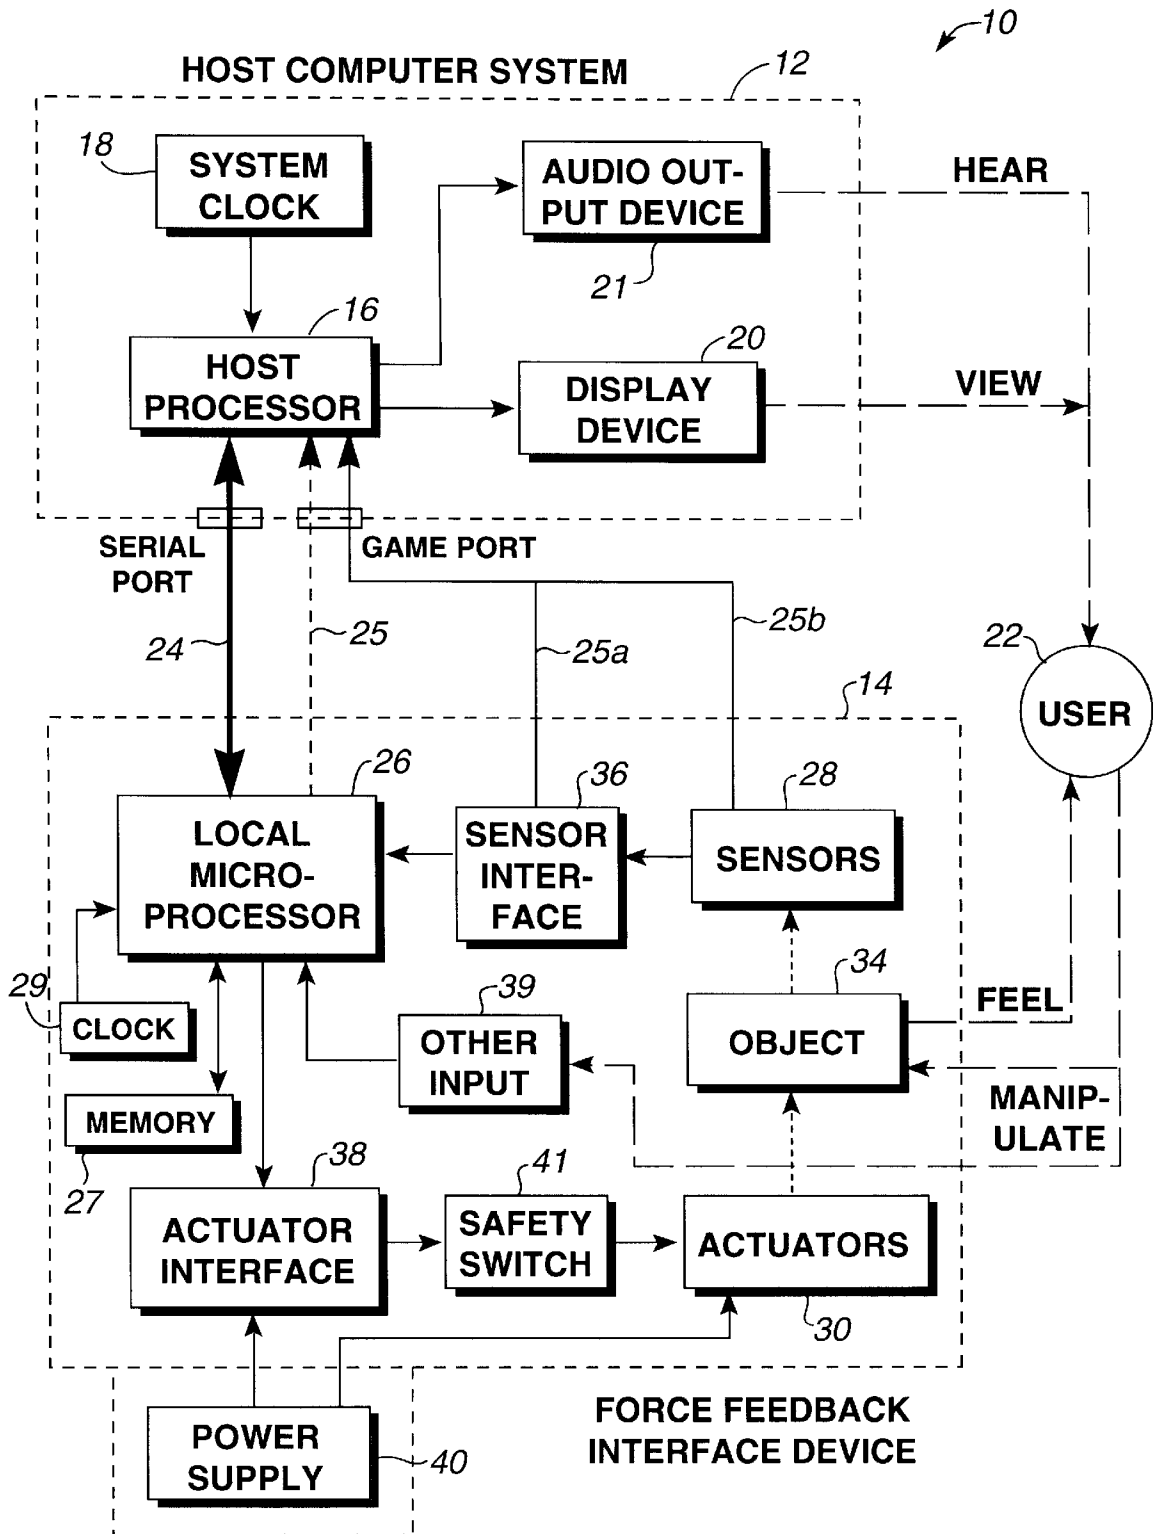 10
HOST COMPUTER SYSTEM
12
18
SYSTEM
CLOCK
AUDIO OUT-
PUT DEVICE
HEAR
21
16
HOST
PROCESSOR
20
DISPLAY
DEVICE
VIEW
SERIAL
PORT
GAME PORT
24
25
25a
25b
22
USER
14
26
LOCAL
MICRO-
PROCESSOR
36
SENSOR
INTER-
FACE
28
SENSORS
29
CLOCK
39
OTHER
INPUT
34
OBJECT
FEEL
MANIP-
ULATE
MEMORY
27
38
ACTUATOR
INTERFACE
41
SAFETY
SWITCH
ACTUATORS
30
POWER
SUPPLY
40
FORCE FEEDBACK
INTERFACE DEVICE